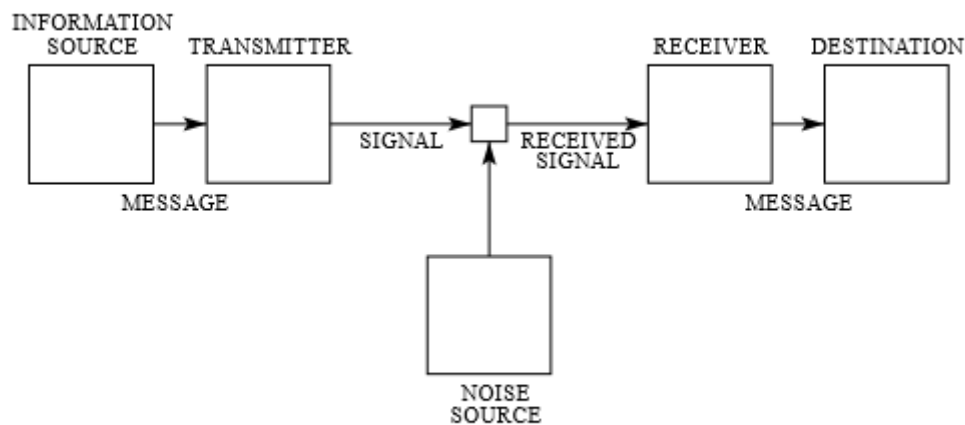 INFORMATION
SOURCE
TRANSMITTER
RECEIVER
DESTINATION
SIGNAL
RECEIVED
SIGNAL
MESSAGE
MESSAGE
NOISE
SOURCE